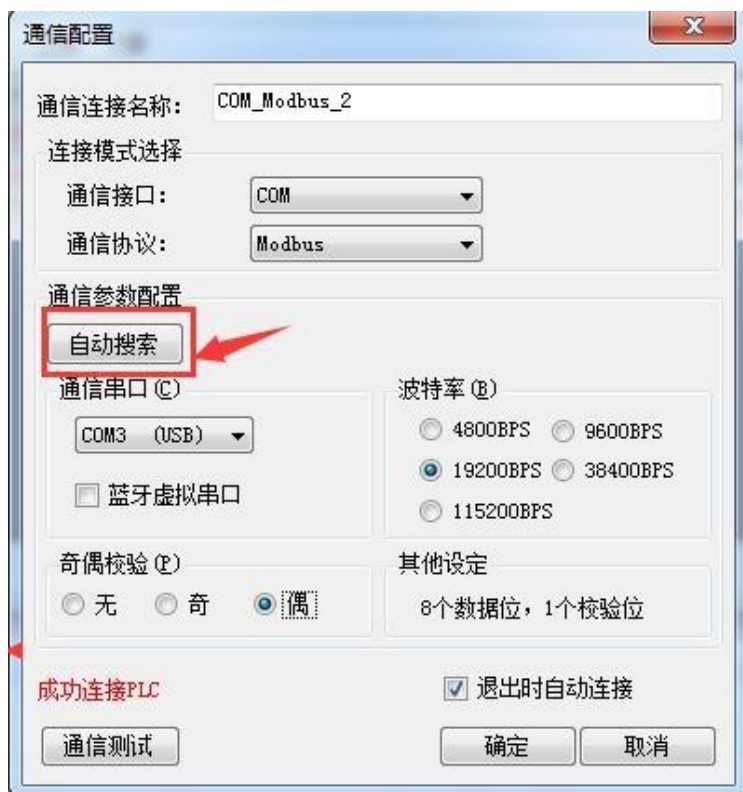 通信配置
通信连接名称： COM_Modbus_2
连接模式选择
通信接口： COM
通信协议： Modbus
通信参数配置
自动搜索
通信串口(C)
COM3 (USB)
蓝牙虚拟串口
波特率(B)
4800BPS 9600BPS
19200BPS 38400BPS
115200BPS
奇偶校验(P)
无 奇 偶
其他设定
8个数据位，1个校验位
成功连接PLC
退出时自动连接
通信测试 确定 取消